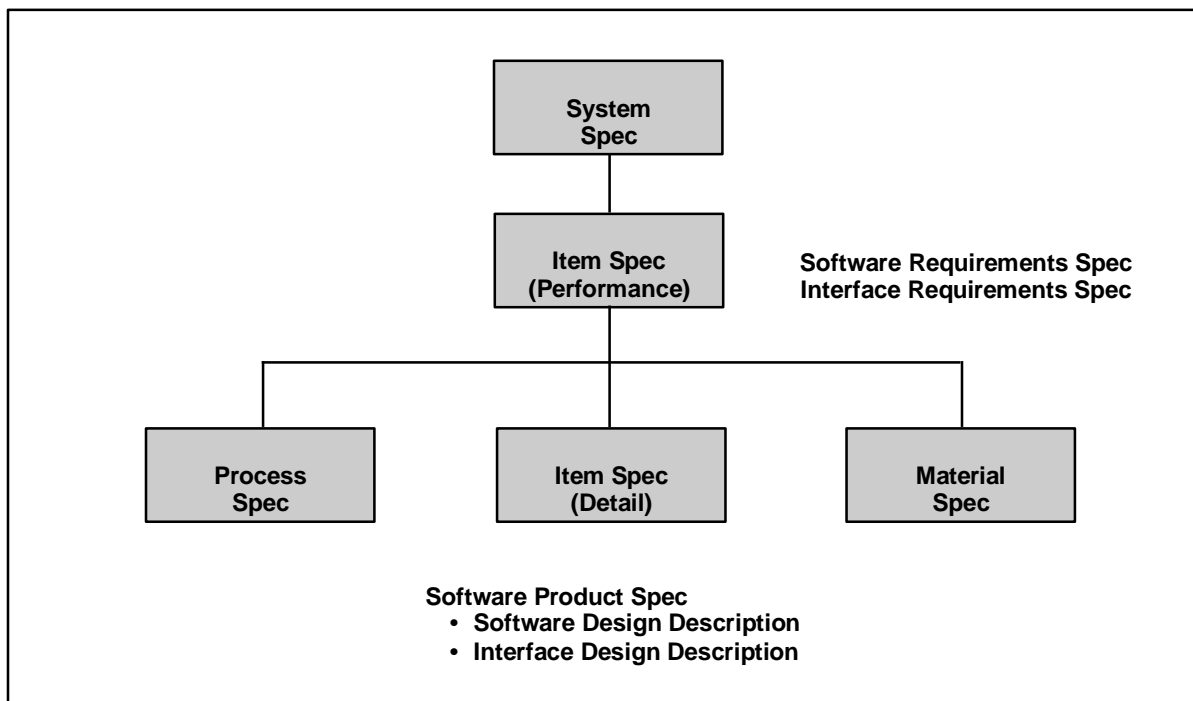 System
Spec
Item Spec
(Performance)
Software Requirements Spec
Interface Requirements Spec
Process
Spec
Item Spec
(Detail)
Material
Spec
Software Product Spec
• Software Design Description
• Interface Design Description